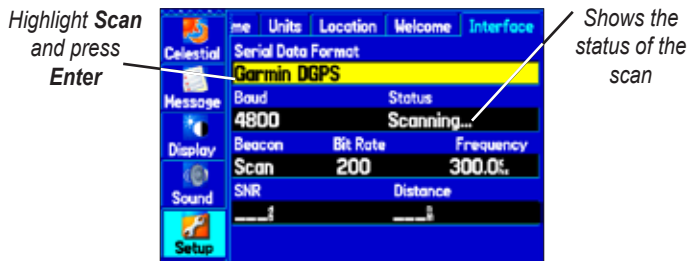 Highlight Scan
and press
Enter
Shows the
status of the
scan
me Units Location Welcome Interface
Celestial
Message
Display
Sound
Setup
Serial Data Format
Garmin DGPS
Baud Status
4800 Scanning...
Beacon Bit Rate Frequency
Scan 200 300.0
SNR Distance